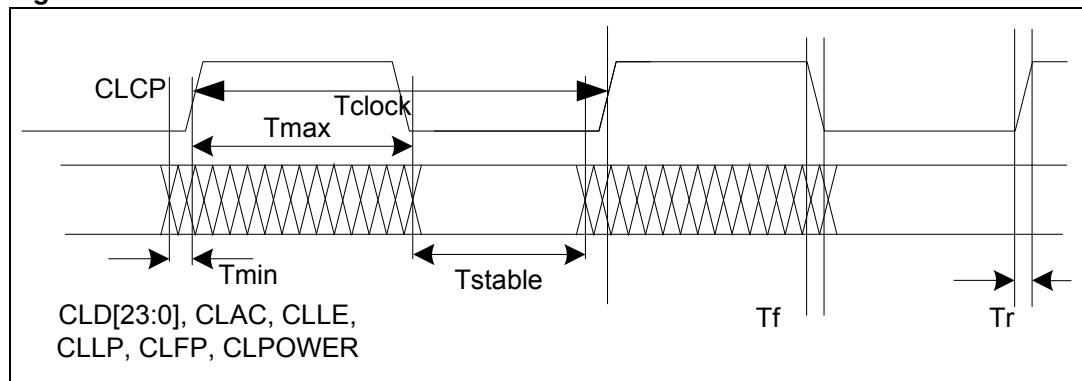 CLCP
Tclock
Tmax
Tmin
Tstable
Tf
Tr
CLD[23:0], CLAC, CLLE,
CLLP, CLFP, CLPOWER